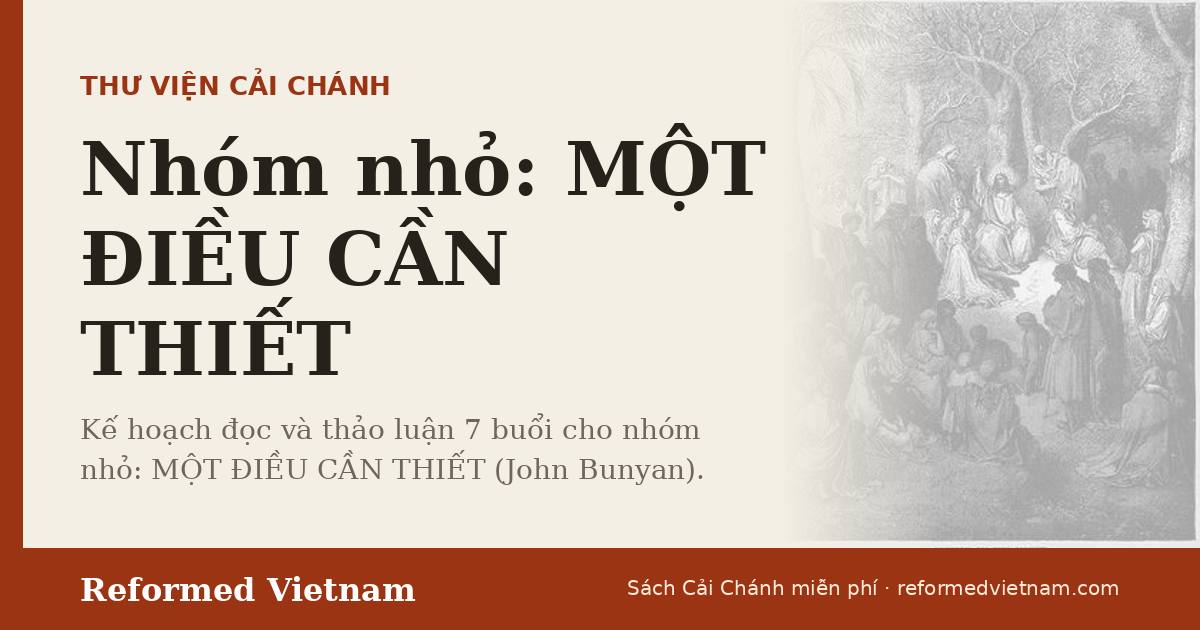 THƯ VIỆN CẢI CHÁNH
Nhóm nhỏ: MỘT
ĐIỀU CẦN
THIẾT
Kế hoạch đọc và thảo luận 7 buổi cho nhóm
nhỏ: MỘT ĐIỀU CẦN THIẾT (John Bunyan).
Reformed Vietnam
Sách Cải Chánh miễn phí · reformedvietnam.com